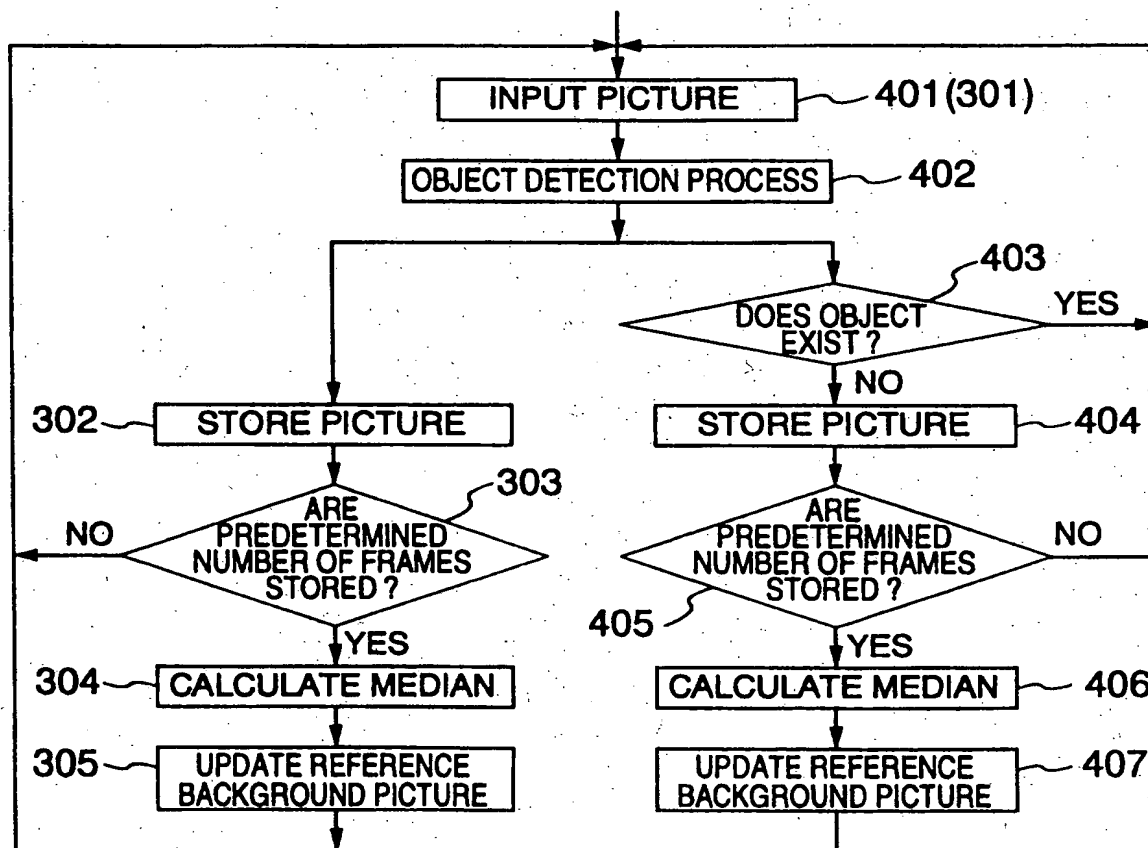 INPUT PICTURE
401(301)
OBJECT DETECTION PROCESS
402
403
DOES OBJECT
EXIST ?
YES
NO
302
STORE PICTURE
STORE PICTURE
404
303
ARE
PREDETERMINED
NUMBER OF FRAMES
STORED ?
NO
ARE
PREDETERMINED
NUMBER OF FRAMES
STORED ?
NO
405
YES
YES
304
CALCULATE MEDIAN
CALCULATE MEDIAN
406
305
UPDATE REFERENCE
BACKGROUND PICTURE
UPDATE REFERENCE
BACKGROUND PICTURE
407